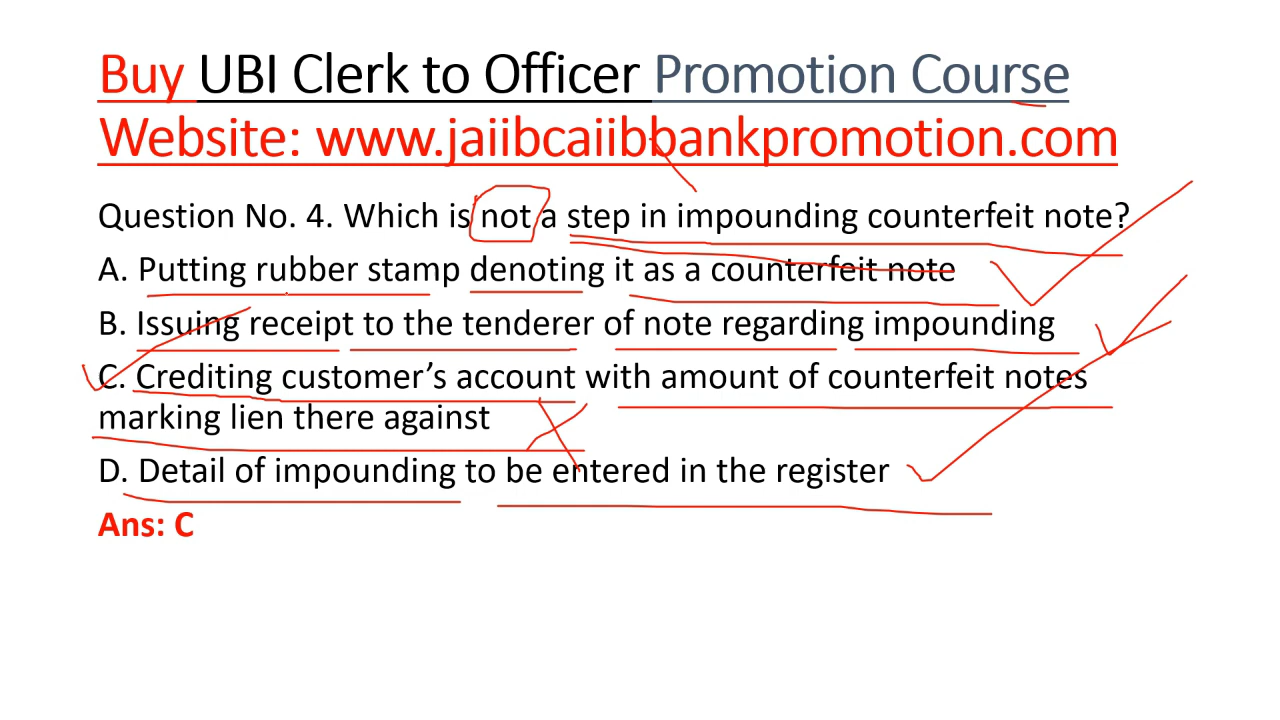 Buy UBI Clerk to Officer Promotion Course
Website: www.jaiibcaiibbankpromotion.com
Question No. 4. Which is not a step in impounding counterfeit note?
A. Putting rubber stamp denoting it as a counterfeit note
B. Issuing receipt to the tenderer of note regarding impounding
C. Crediting customer’s account with amount of counterfeit notes
marking lien there against
D. Detail of impounding to be entered in the register
Ans: C